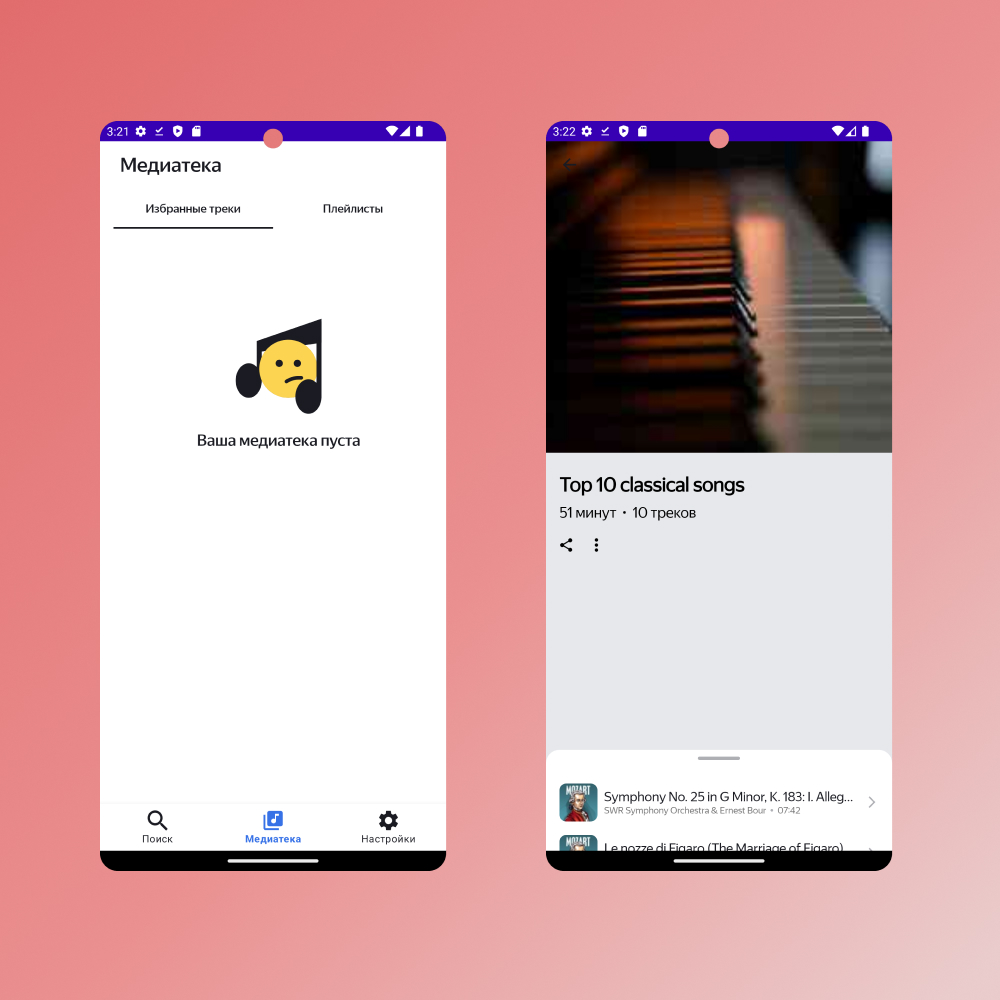 3:21
Медиатека
Избранные треки
Плейлисты
Ваша медиатека пуста
Поиск
Медиатека
Настройки
3:22
Top 10 classical songs
51 минут • 10 треков
MOZART
Symphony No. 25 in G Minor, K. 183: I. Alleg...
SWR Symphony Orchestra & Ernest Bour • 07:42
MOZART
Le nozze di Figaro (The Marriage of Figaro)